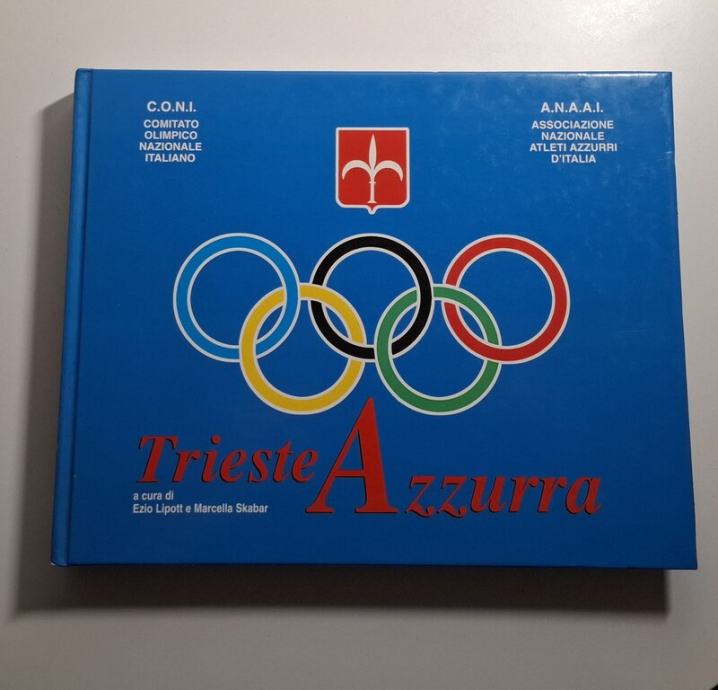 C.O.N.I.
COMITATO
OLIMPICO
NAZIONALE
ITALIANO
A.N.A.A.I.
ASSOCIAZIONE
NAZIONALE
ATLETI AZZURRI
D'ITALIA
Trieste Azzurra
a cura di
Ezio Lipott e Marcella Skabar